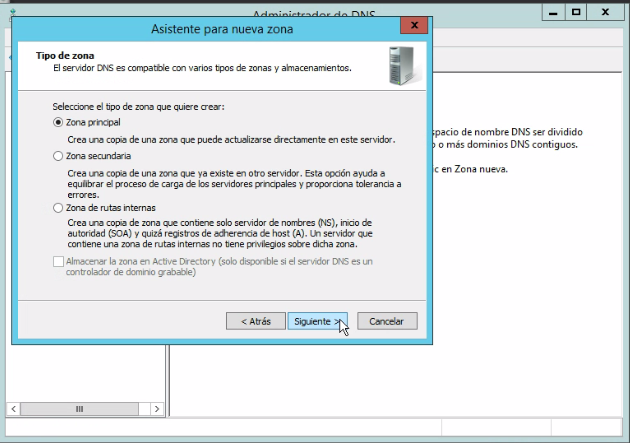 Administrador de DNS
Asistente para nueva zona
x
Tipo de zona
El servidor DNS es compatible con varios tipos de zonas y almacenamientos.
Seleccione el tipo de zona que quiere crear:
Zona principal
Crea una copia de una zona que puede actualizarse directamente en este servidor.
Zona secundaria
Crea una copia de una zona que ya existe en otro servidor. Esta opción ayuda a
equilibrar el proceso de carga de los servidores principales y proporciona tolerancia a
errores.
Zona de rutas internas
Crea una copia de zona que contiene solo servidor de nombres (NS), inicio de
autoridad (SOA) y quizá registros de adherencia de host (A). Un servidor que
contiene una zona de rutas internas no tiene privilegios sobre dicha zona.
Almacenar la zona en Active Directory (solo disponible si el servidor DNS es un
controlador de dominio grabable)
< Atrás
Siguiente >
Cancelar
spacio de nombre DNS ser dividido
o más dominios DNS contiguos.
ic en Zona nueva.